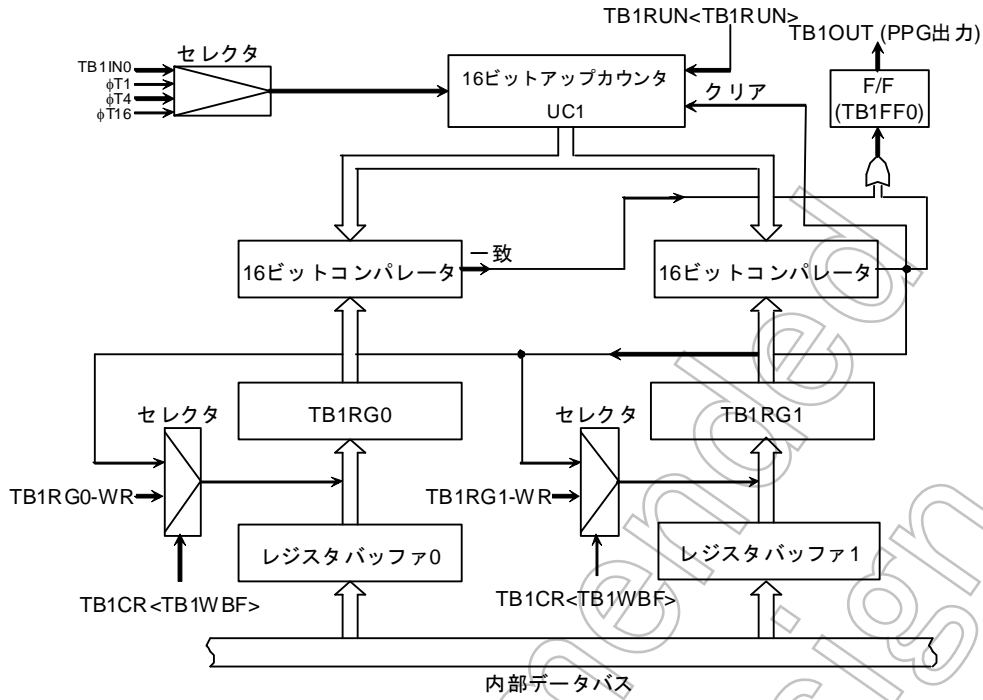 TB1RUN<TB1RUN>
TB1OUT (PPG出力)
セレクタ
TB1IN0
φT1
φT4
φT16
16ビットアップカウンタ
UC1
クリア
F/F
(TB1FF0)
16ビットコンパレータ
一致
16ビットコンパレータ
セレクタ
TB1RG0
セレクタ
TB1RG1
TB1RG0-WR
TB1RG1-WR
レジスタバッファ0
レジスタバッファ1
TB1CR<TB1WBF>
TB1CR<TB1WBF>
内部データバス